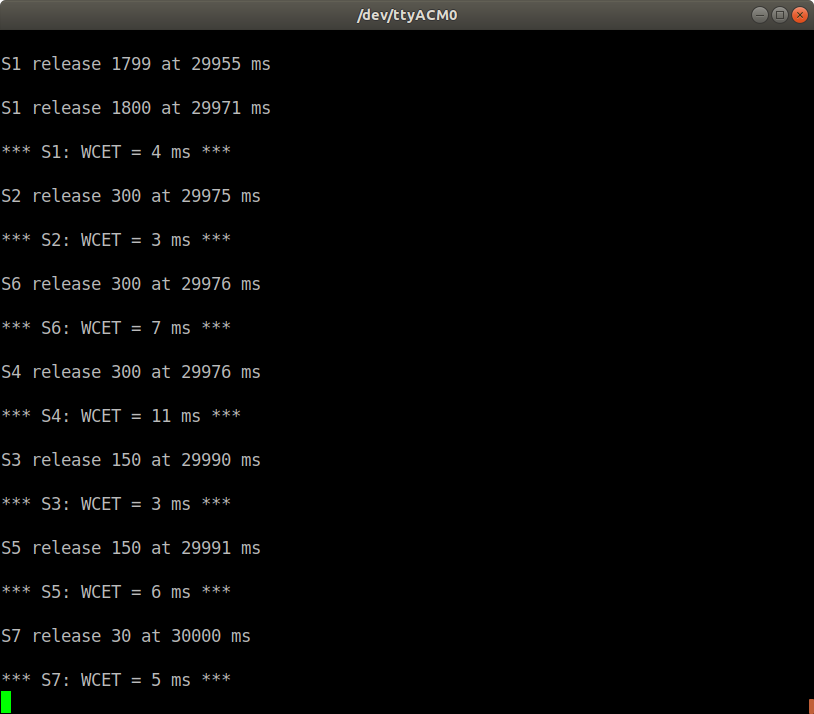 /dev/ttyACM0
S1 release 1799 at 29955 ms
S1 release 1800 at 29971 ms
*** S1: WCET = 4 ms ***
S2 release 300 at 29975 ms
*** S2: WCET = 3 ms ***
S6 release 300 at 29976 ms
*** S6: WCET = 7 ms ***
S4 release 300 at 29976 ms
*** S4: WCET = 11 ms ***
S3 release 150 at 29990 ms
*** S3: WCET = 3 ms ***
S5 release 150 at 29991 ms
*** S5: WCET = 6 ms ***
S7 release 30 at 30000 ms
*** S7: WCET = 5 ms ***